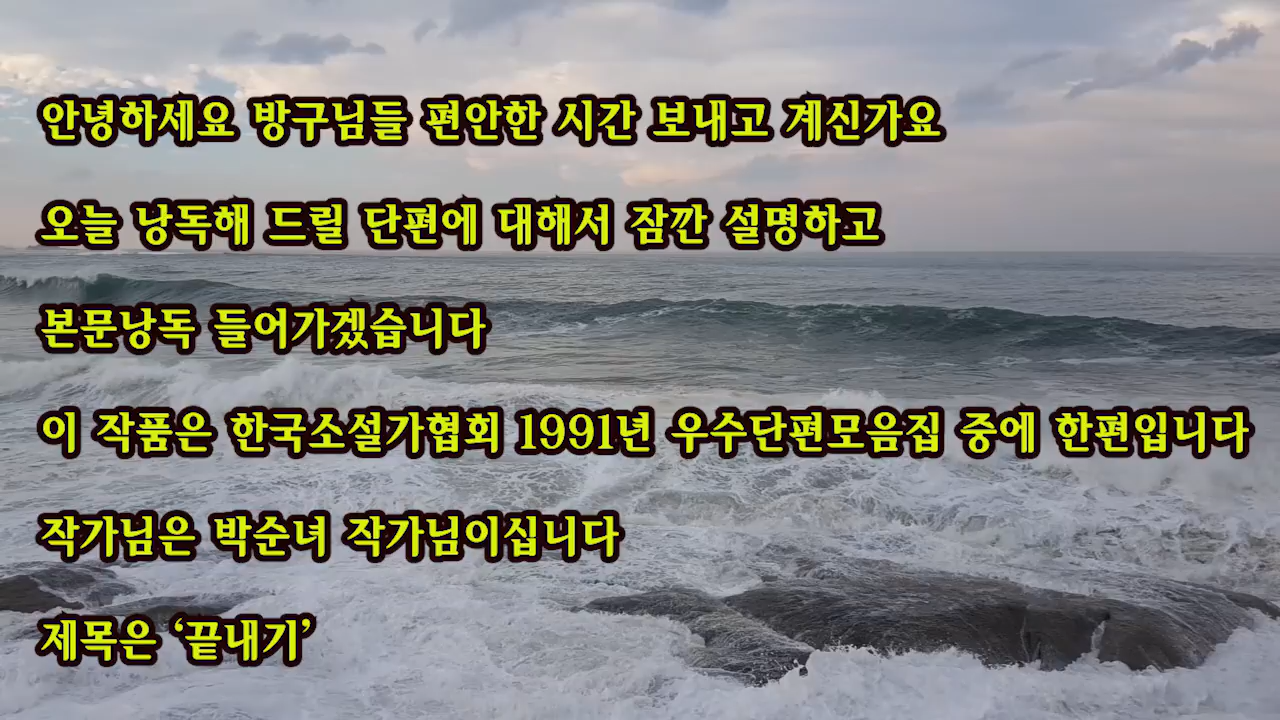 안녕하세요 방구님들 편안한 시간 보내고 계신가요
오늘 낭독해 드릴 단편에 대해서 잠깐 설명하고
본문낭독 들어가겠습니다
이 작품은 한국소설가협회 1991년 우수단편모음집 중에 한편입니다
작가님은 박순녀 작가님이십니다
제목은 ‘끝내기’